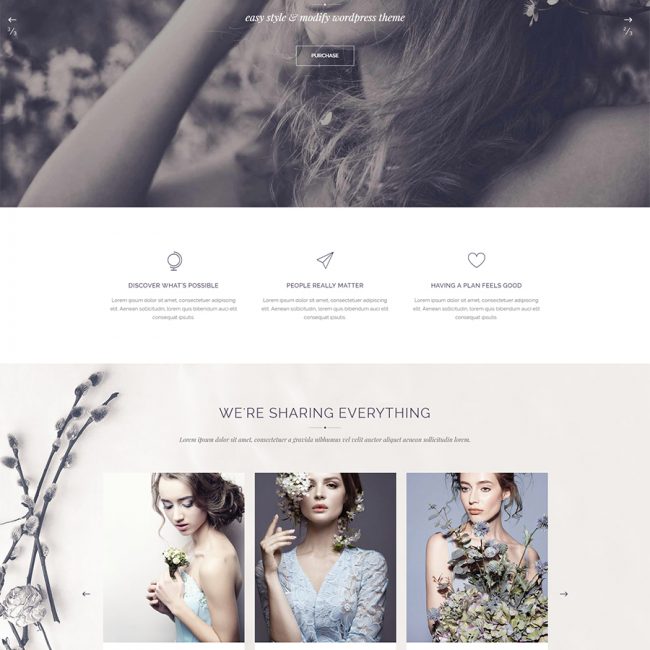 easy style & modify wordpress theme
PURCHASE
DISCOVER WHAT'S POSSIBLE
PEOPLE REALLY MATTER
HAVING A PLAN FEELS GOOD
Lorem ipsum dolor sit amet, consectetuer adipiscing
elit. Aenean sollicitudin, lorem quis bibendum auci elit
consequat ipsutis.
Lorem ipsum dolor sit amet, consectetuer adipiscing
elit. Aenean sollicitudin, lorem quis bibendum auci elit
consequat ipsutis.
Lorem ipsum dolor sit amet, consectetuer adipiscing
elit. Aenean sollicitudin, lorem quis bibendum auci elit
consequat ipsutis.
WE'RE SHARING EVERYTHING
Lorem ipsum dolor sit amet, consectetuer a gravida nibhumus vel velit auctor aliquet aenean sollicitudin lorem.